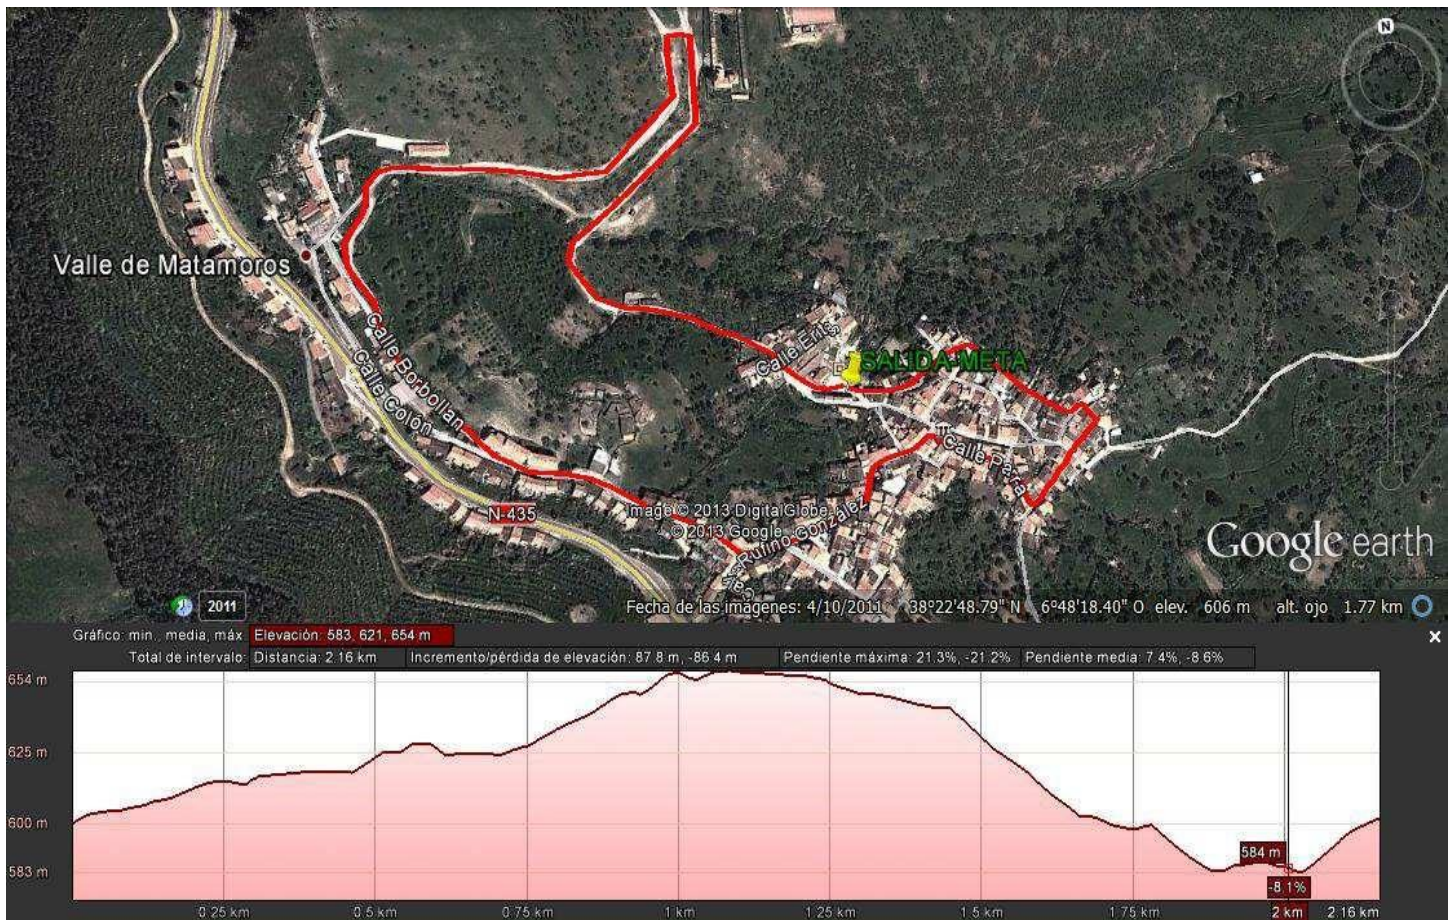 N
Valle de Matamoros
Calle Eritas
SALIDA-META
Calle Borbollan
Calle Colón
Calle Para
N-435
Image © 2013 DigitalGlobe
© 2013 Google
Rufino González
Google earth
2011
Fecha de las imágenes: 4/10/2011 38°22'48.79" N 6°48'18.40" O elev. 606 m alt. ojo 1.77 km
Gráfico: min., media, máx Elevación: 583, 621, 654 m
Total de intervalo: Distancia: 2.16 km Incremento/pérdida de elevación: 87.8 m, -86.4 m Pendiente máxima: 21.3%, -21.2% Pendiente media: 7.4%, -8.6%
654 m
625 m
600 m
584 m
583 m
-8.1%
0.25 km 0.5 km 0.75 km 1 km 1.25 km 1.5 km 1.75 km 2 km 2.16 km